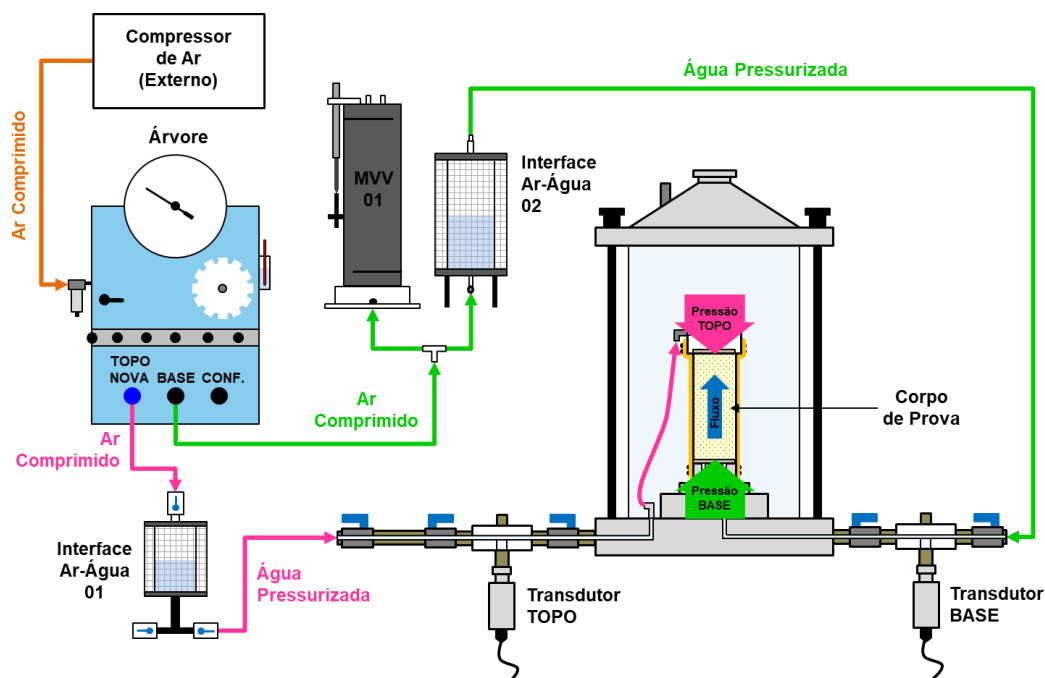 Compressor
de Ar
(Externo)
Ar Comprimido
Árvore
TOPO
NOVA
BASE
CONF.
Ar
Comprimido
Interface
Ar-Água
01
Água
Pressurizada
MVV
01
Interface
Ar-Água
02
Ar
Comprimido
Água Pressurizada
Pressão
TOPO
Fluxo
Pressão
BASE
Corpo
de Prova
Transdutor
TOPO
Transdutor
BASE